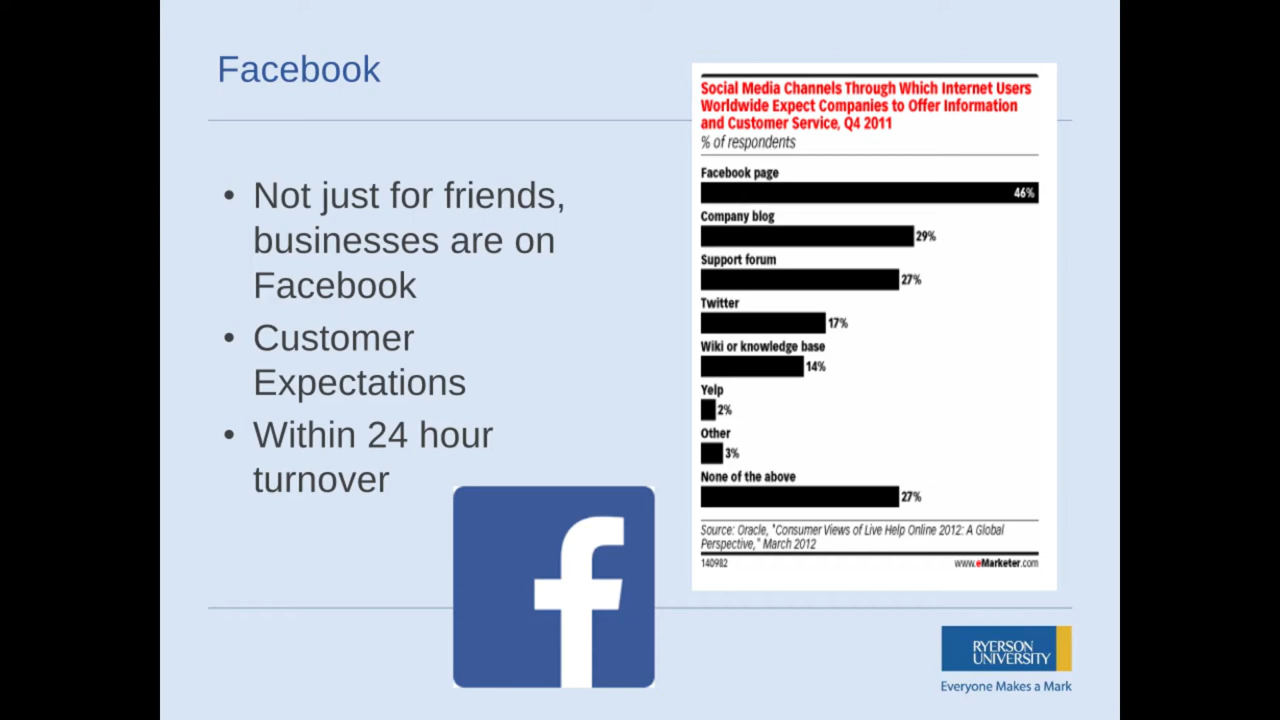 Facebook
• Not just for friends,
businesses are on
Facebook
• Customer
Expectations
• Within 24 hour
turnover
Social Media Channels Through Which Internet Users
Worldwide Expect Companies to Offer Information
and Customer Service, Q4 2011
% of respondents
Facebook page
46%
Company blog
29%
Support forum
27%
Twitter
17%
Wiki or knowledge base
14%
Yelp
2%
Other
3%
None of the above
27%
Source: Oracle, "Consumer Views of Live Help Online 2012: A Global
Perspective," March 2012
140982 www.eMarketer.com
f
RYERSON
UNIVERSITY
Everyone Makes a Mark